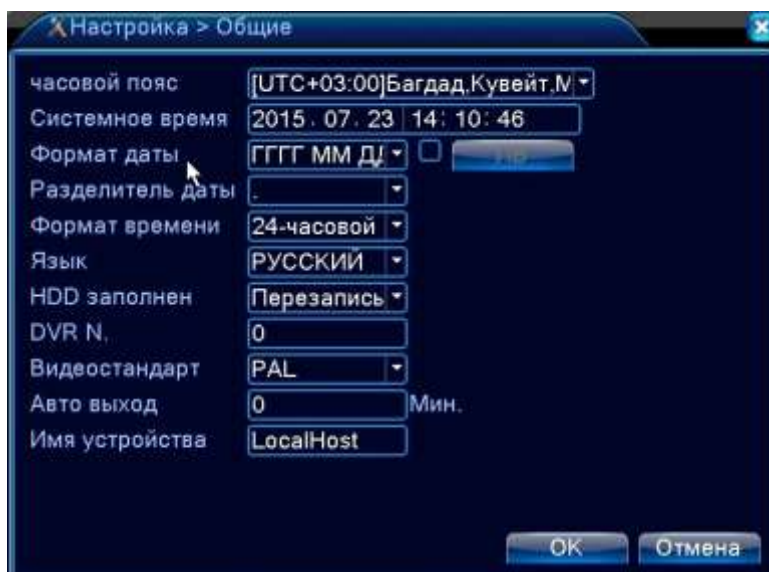 Настройка > Общие
часовой пояс [UTC+03:00]Багдад,Кувейт,М
Системное время 2015. 07. 23 14: 10: 46
Формат даты ГГГГ ММ ДД
Разделитель даты .
Формат времени 24-часовой
Язык РУССКИЙ
HDD заполнен Перезапись
DVR N. 0
Видеостандарт PAL
Авто выход 0 Мин.
Имя устройства LocalHost
OK Отмена